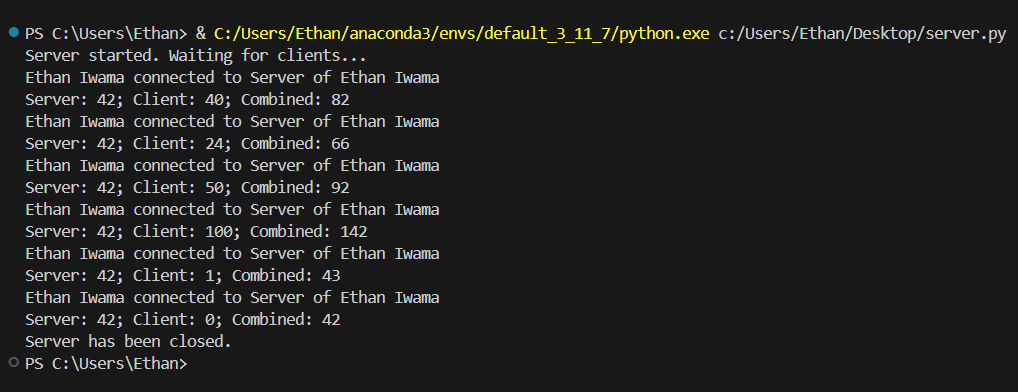 PS C:\Users\Ethan> & C:/Users/Ethan/anaconda3/envs/default_3_11_7/python.exe c:/Users/Ethan/Desktop/server.py
Server started. Waiting for clients...
Ethan Iwama connected to Server of Ethan Iwama
Server: 42; Client: 40; Combined: 82
Ethan Iwama connected to Server of Ethan Iwama
Server: 42; Client: 24; Combined: 66
Ethan Iwama connected to Server of Ethan Iwama
Server: 42; Client: 50; Combined: 92
Ethan Iwama connected to Server of Ethan Iwama
Server: 42; Client: 100; Combined: 142
Ethan Iwama connected to Server of Ethan Iwama
Server: 42; Client: 1; Combined: 43
Ethan Iwama connected to Server of Ethan Iwama
Server: 42; Client: 0; Combined: 42
Server has been closed.
PS C:\Users\Ethan>